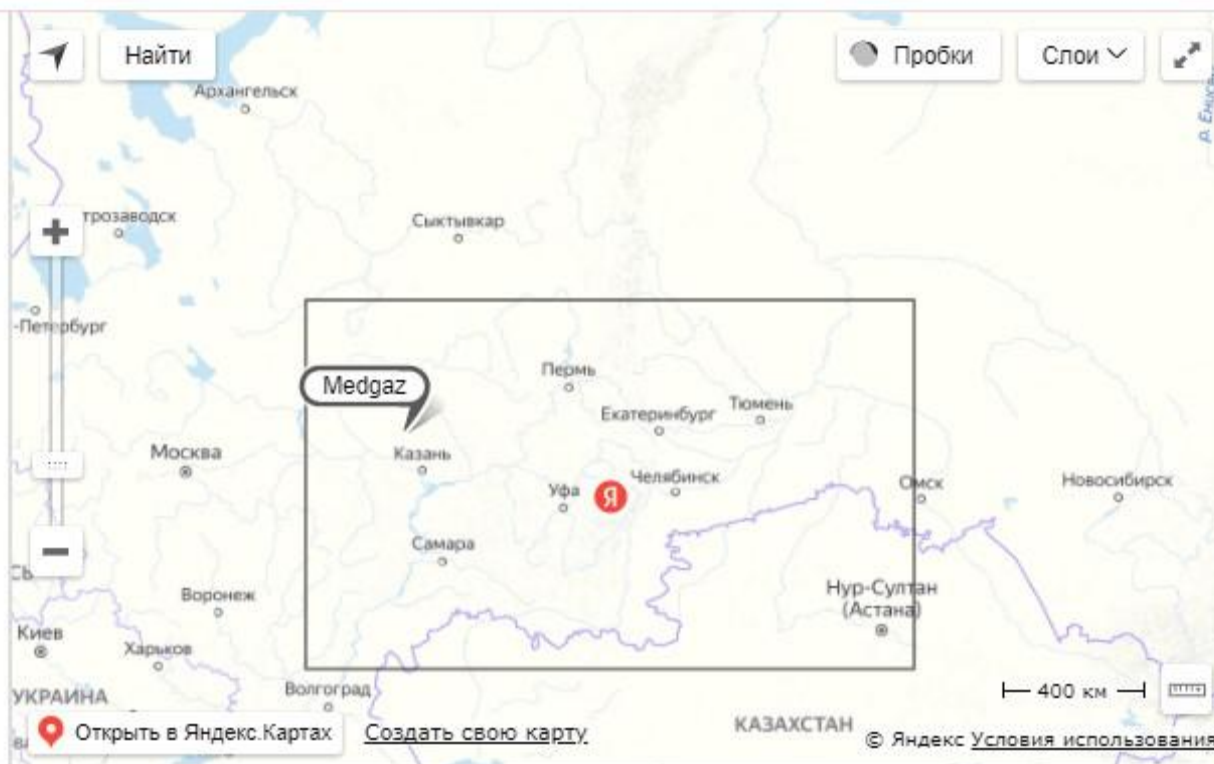 Найти
Пробки
Слои
Архангельск
р. Енисе
трозаводск
Сыктывкар
-Петербург
Пермь
Medgaz
Екатеринбург
Тюмень
Москва
Казань
Челябинск
Уфа
Я
Омск
Новосибирск
Самара
Нур-Султан
(Астана)
Воронеж
Киев
Харьков
Волгоград
400 км
УКРАИНА
КАЗАХСТАН
Открыть в Яндекс.Картах
Создать свою карту
© Яндекс Условия использования